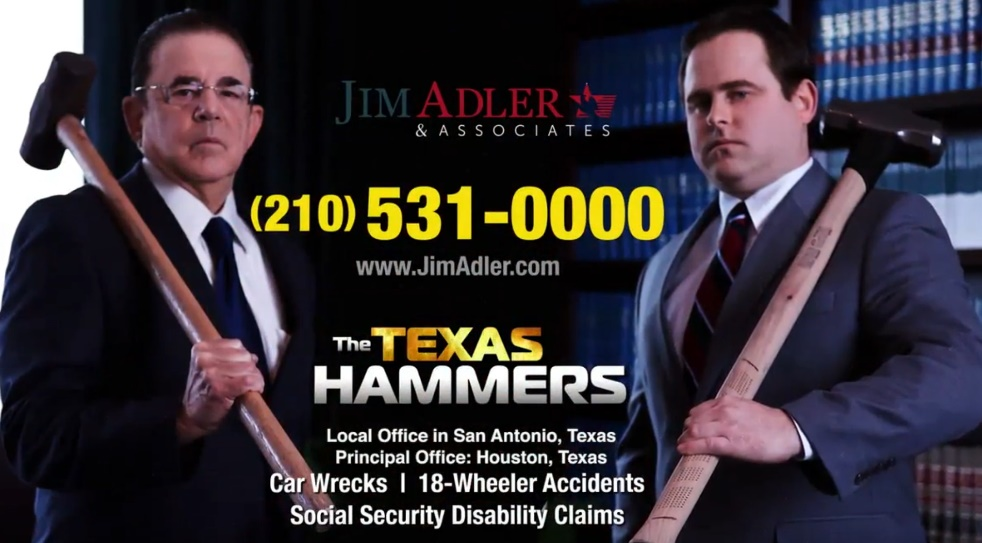 JIM ADLER
& ASSOCIATES
(210) 531-0000
www.JimAdler.com
The TEXAS
HAMMERS
Local Office in San Antonio, Texas
Principal Office: Houston, Texas
Car Wrecks | 18-Wheeler Accidents
Social Security Disability Claims